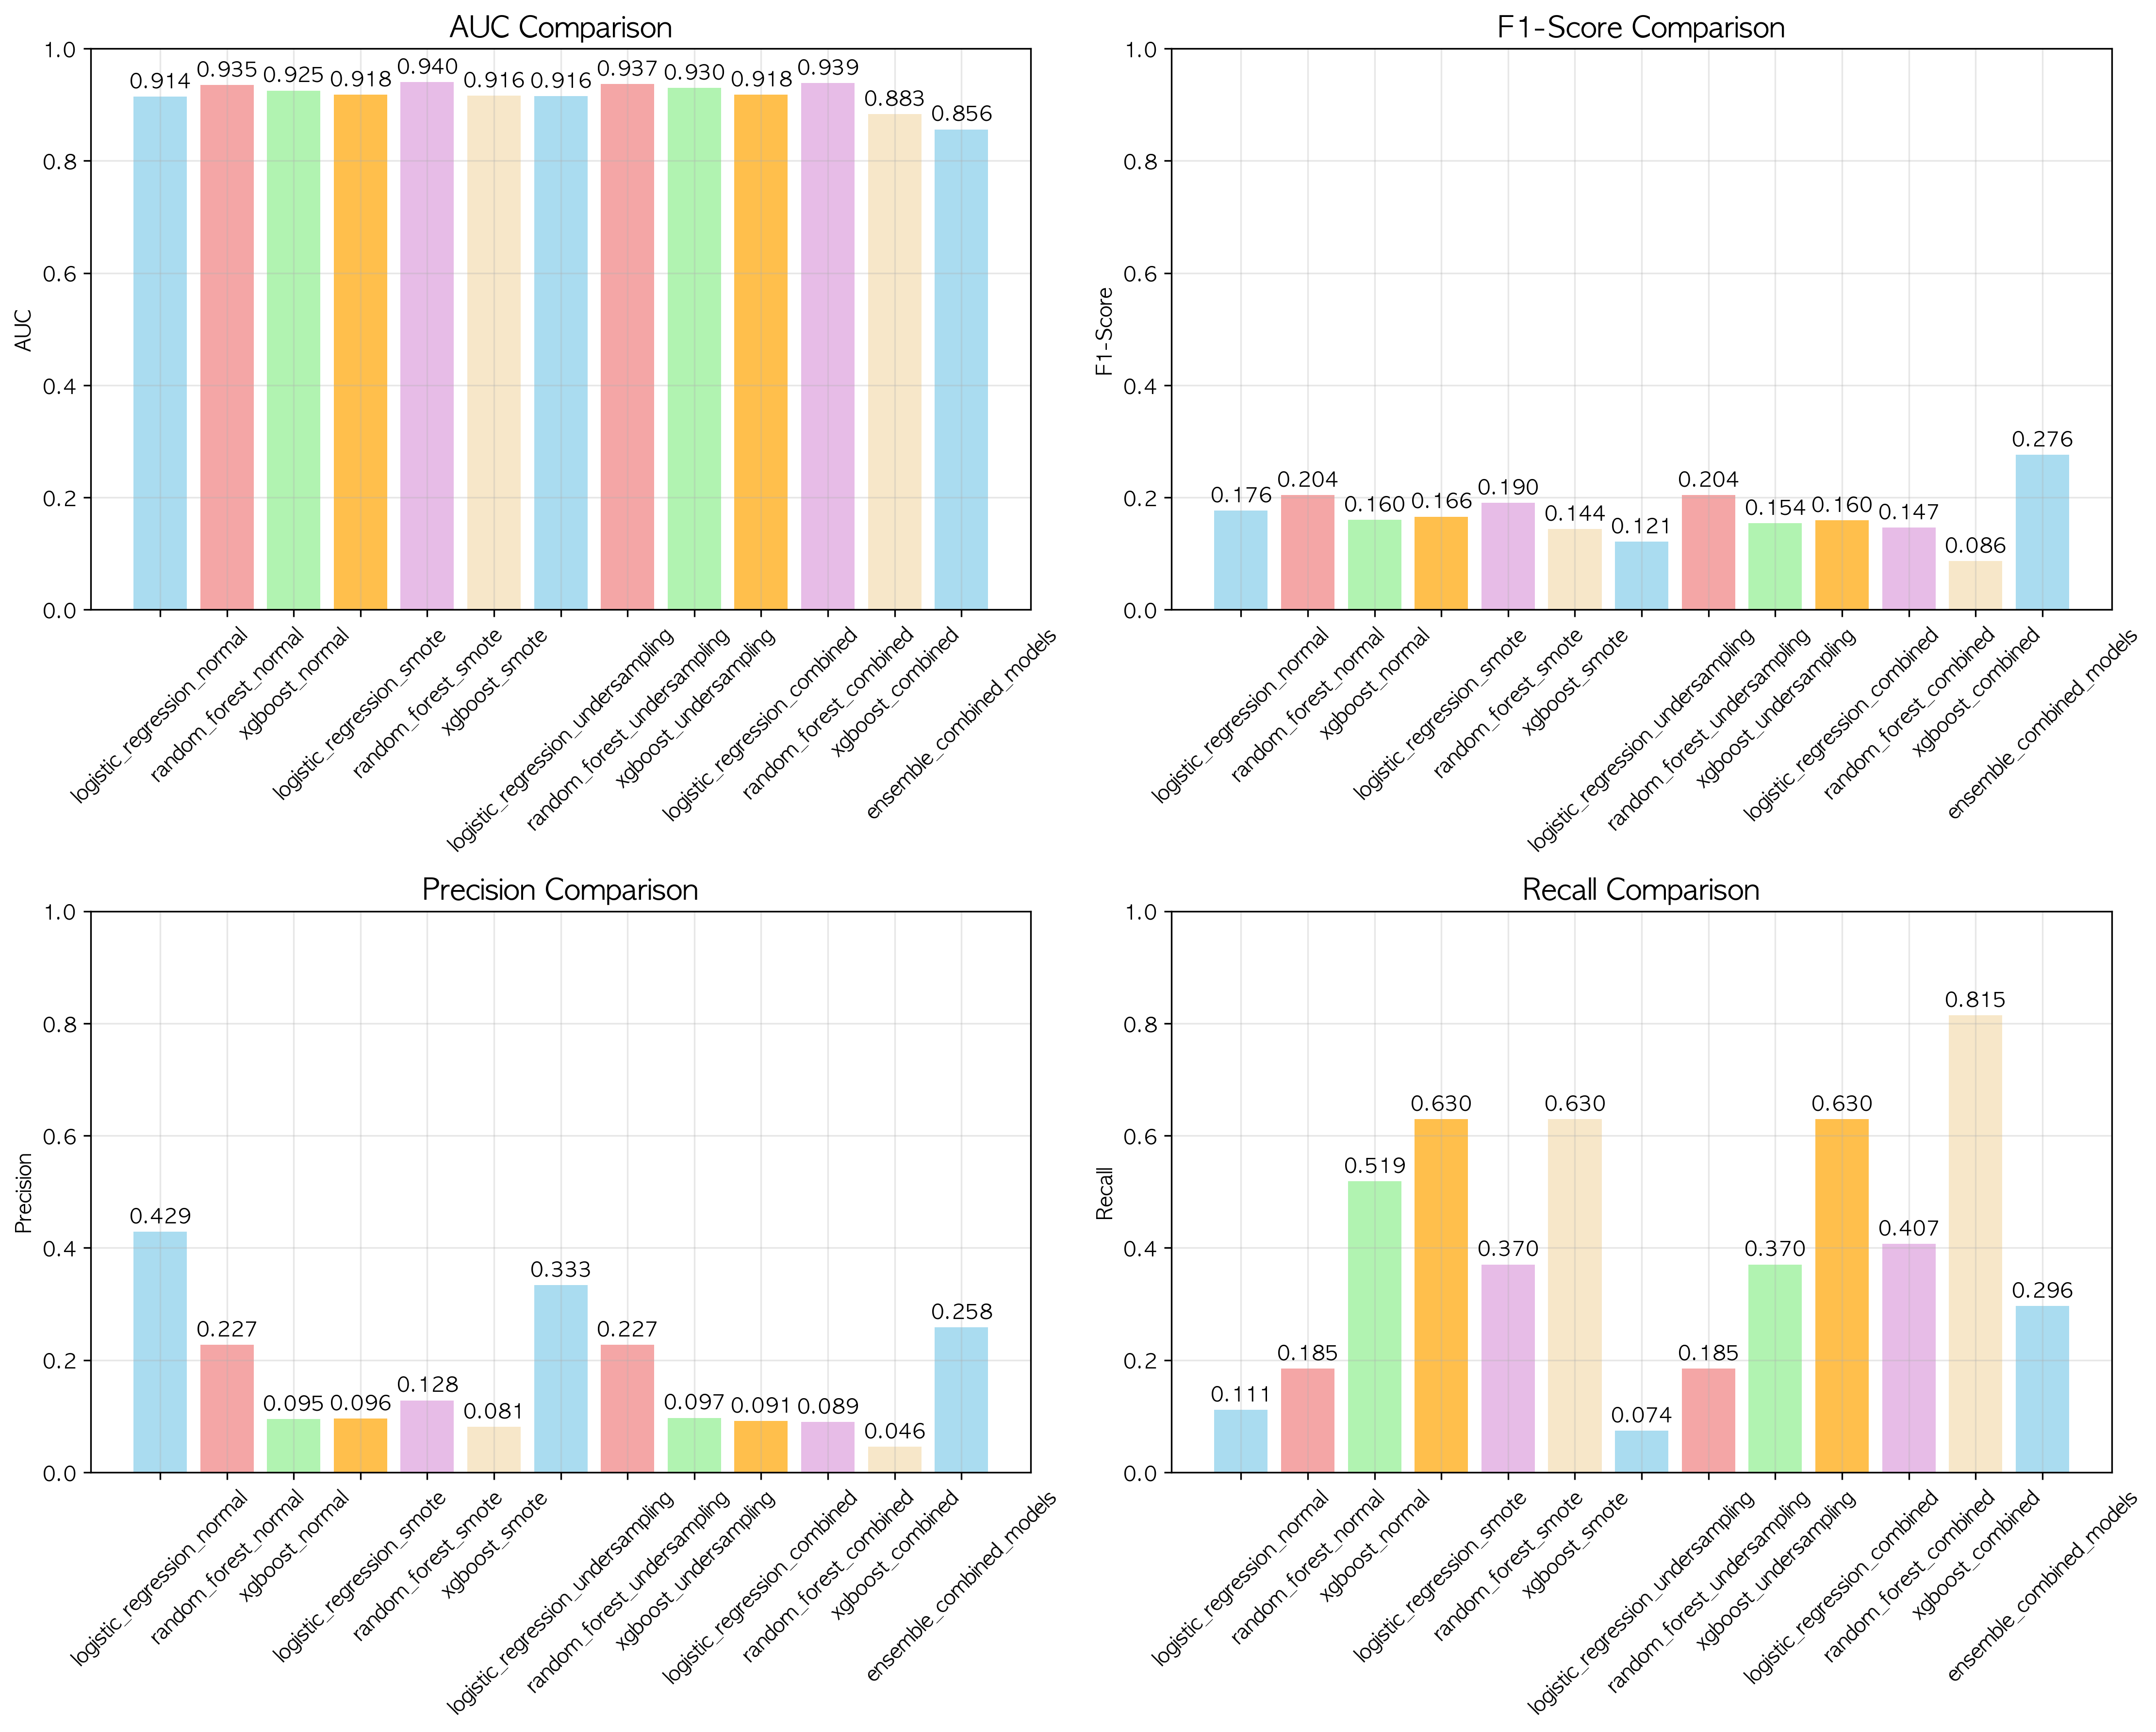 AUC Comparison
AUC
1.0
0.8
0.6
0.4
0.2
0.0
0.914
0.935
0.925
0.918
0.940
0.916
0.916
0.937
0.930
0.918
0.939
0.883
0.856
logistic_regression_normal
random_forest_normal
xgboost_normal
logistic_regression_smote
random_forest_smote
xgboost_smote
logistic_regression_undersampling
random_forest_undersampling
xgboost_undersampling
logistic_regression_combined
random_forest_combined
xgboost_combined
ensemble_combined_models
F1-Score Comparison
F1-Score
1.0
0.8
0.6
0.4
0.2
0.0
0.176
0.204
0.160
0.166
0.190
0.144
0.121
0.204
0.154
0.160
0.147
0.086
0.276
logistic_regression_normal
random_forest_normal
xgboost_normal
logistic_regression_smote
random_forest_smote
xgboost_smote
logistic_regression_undersampling
random_forest_undersampling
xgboost_undersampling
logistic_regression_combined
random_forest_combined
xgboost_combined
ensemble_combined_models
Precision Comparison
Precision
1.0
0.8
0.6
0.4
0.2
0.0
0.429
0.227
0.095
0.096
0.128
0.081
0.333
0.227
0.097
0.091
0.089
0.046
0.258
logistic_regression_normal
random_forest_normal
xgboost_normal
logistic_regression_smote
random_forest_smote
xgboost_smote
logistic_regression_undersampling
random_forest_undersampling
xgboost_undersampling
logistic_regression_combined
random_forest_combined
xgboost_combined
ensemble_combined_models
Recall Comparison
Recall
1.0
0.8
0.6
0.4
0.2
0.0
0.111
0.185
0.519
0.630
0.370
0.630
0.074
0.185
0.370
0.630
0.407
0.815
0.296
logistic_regression_normal
random_forest_normal
xgboost_normal
logistic_regression_smote
random_forest_smote
xgboost_smote
logistic_regression_undersampling
random_forest_undersampling
xgboost_undersampling
logistic_regression_combined
random_forest_combined
xgboost_combined
ensemble_combined_models